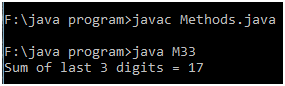 F:\java program>javac Methods.java
F:\java program>java M33
Sum of last 3 digits = 17